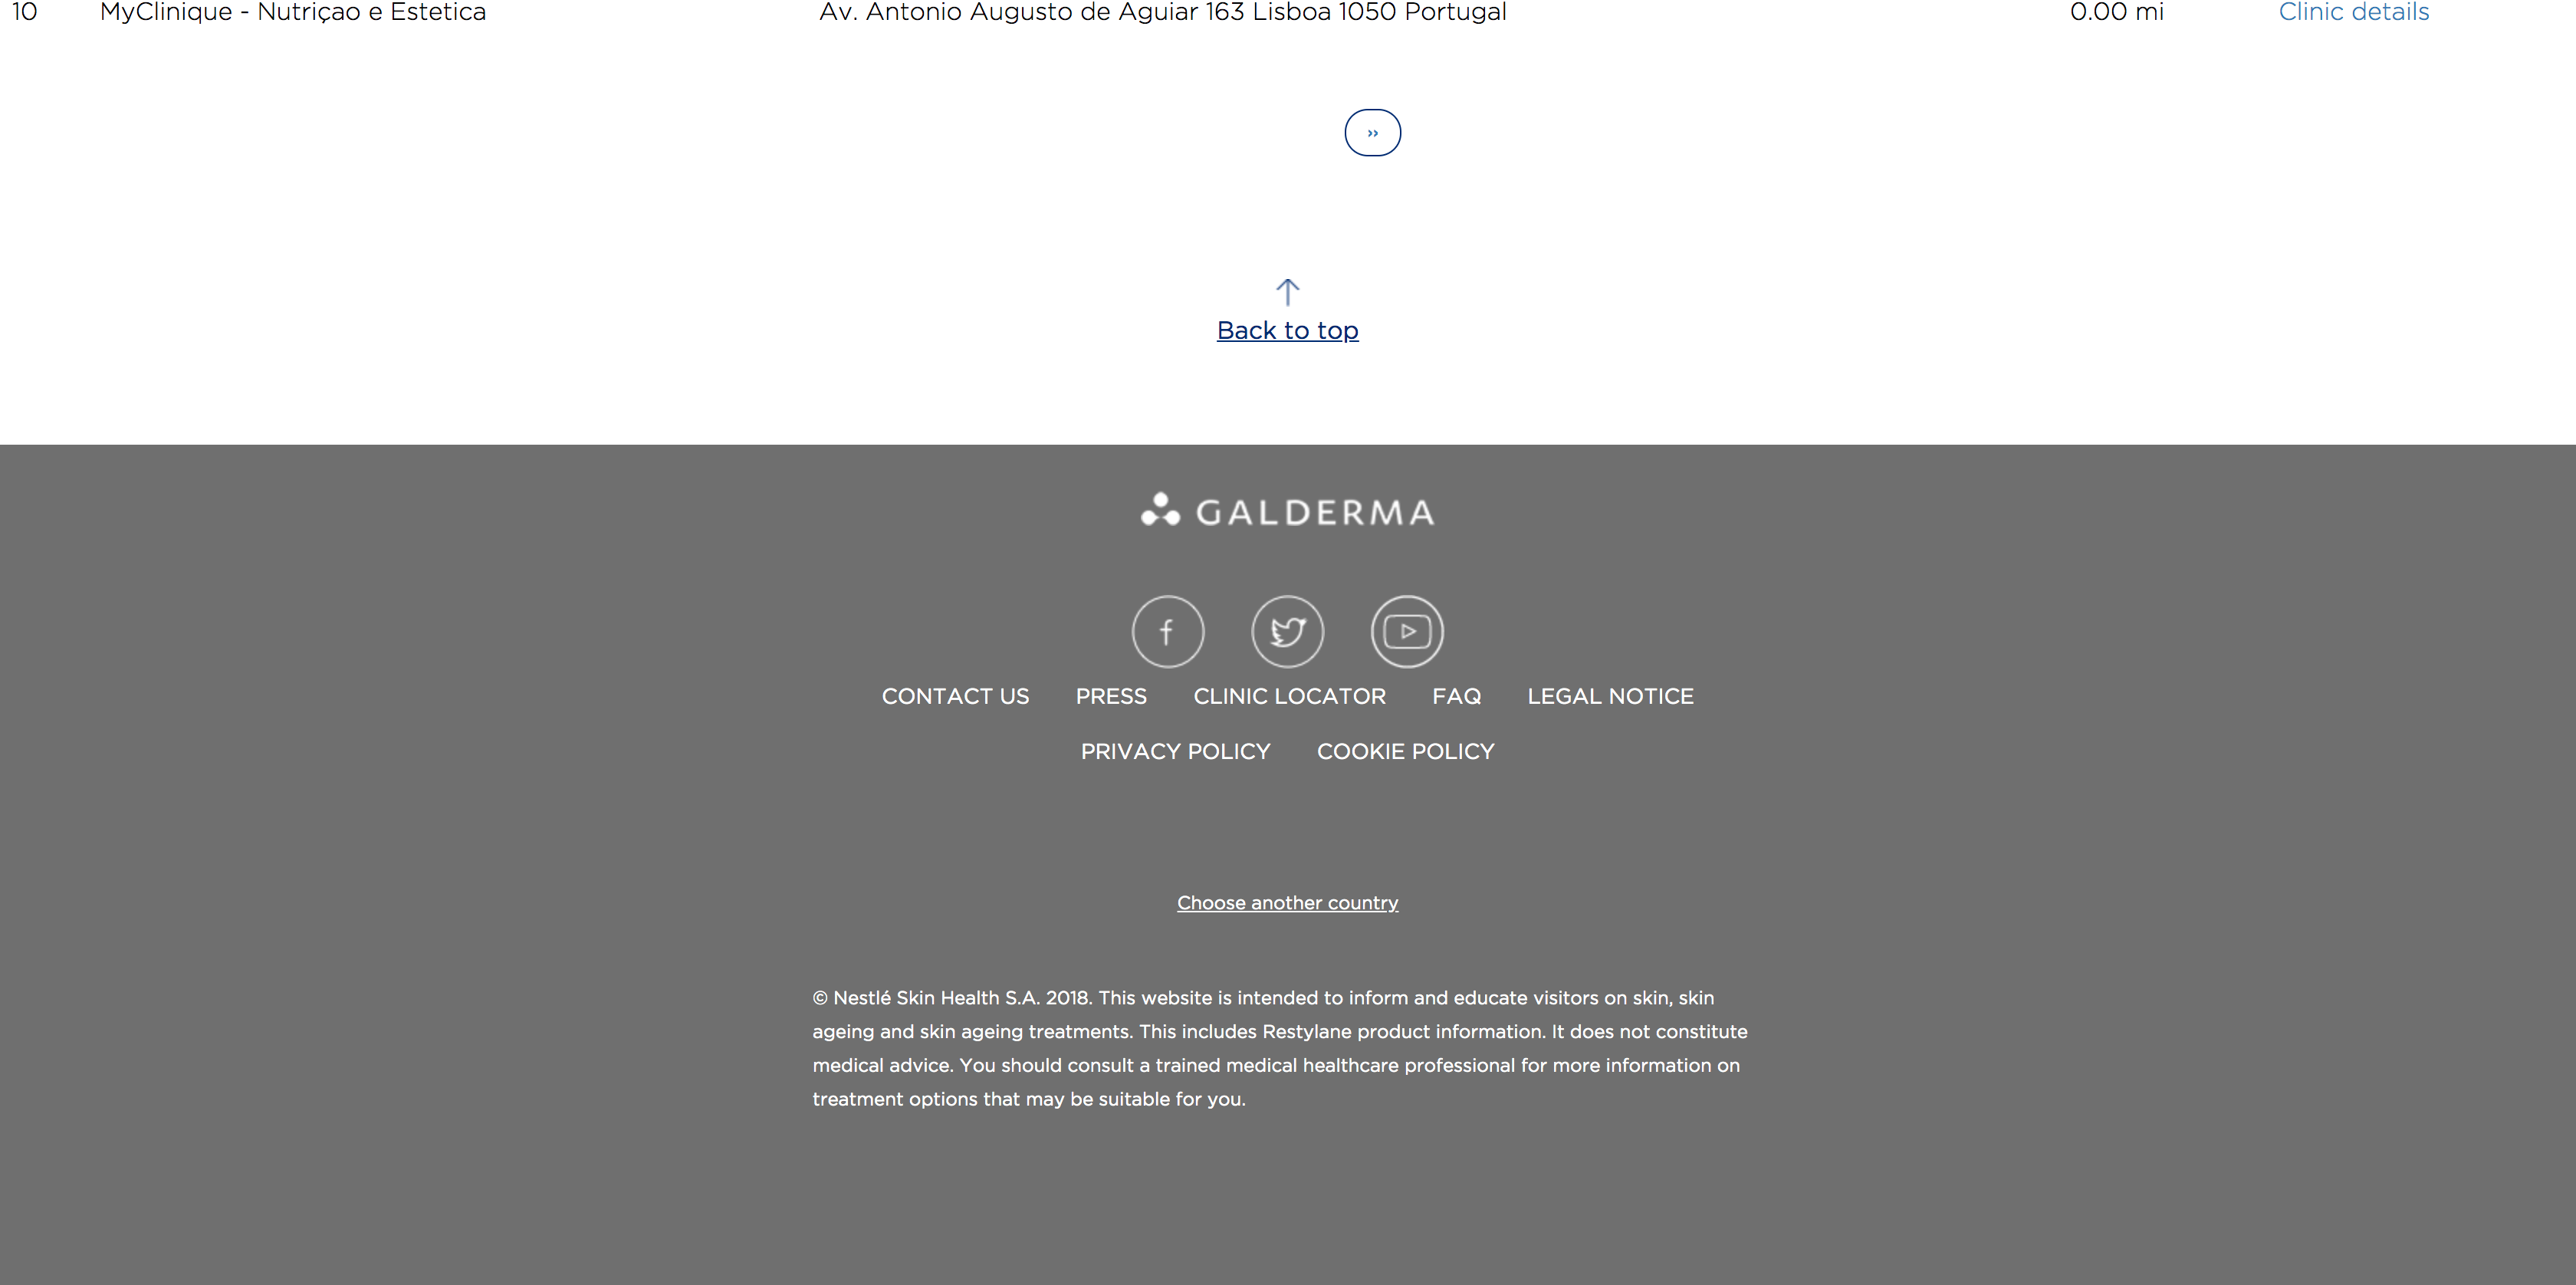 10 MyClinique - Nutriçao e Estetica Av. Antonio Augusto de Aguiar 163 Lisboa 1050 Portugal 0.00 mi Clinic details
››
Back to top
GALDERMA
CONTACT US PRESS CLINIC LOCATOR FAQ LEGAL NOTICE
PRIVACY POLICY COOKIE POLICY
Choose another country
© Nestlé Skin Health S.A. 2018. This website is intended to inform and educate visitors on skin, skin
ageing and skin ageing treatments. This includes Restylane product information. It does not constitute
medical advice. You should consult a trained medical healthcare professional for more information on
treatment options that may be suitable for you.